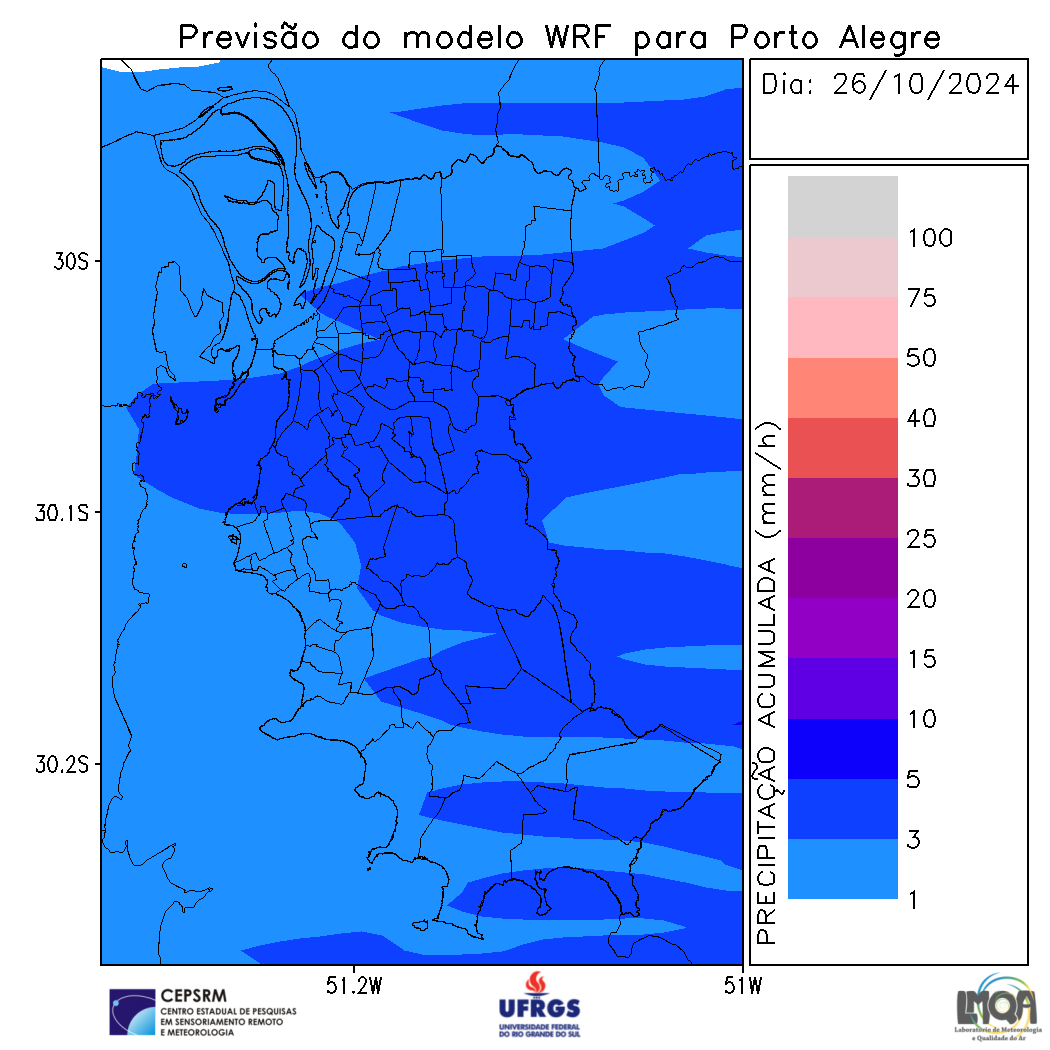 Previsão do modelo WRF para Porto Alegre
Dia: 26/10/2024
30S
30.1S
30.2S
51.2W
51W
PRECIPITAÇÃO ACUMULADA (mm/h)
100
75
50
40
30
25
20
15
10
5
3
1
CEPSRM
CENTRO ESTADUAL DE PESQUISAS
EM SENSORIAMENTO REMOTO
E METEOROLOGIA
UFRGS
UNIVERSIDADE FEDERAL
DO RIO GRANDE DO SUL
LMQA
Laboratório de Meteorologia
e Qualidade do Ar